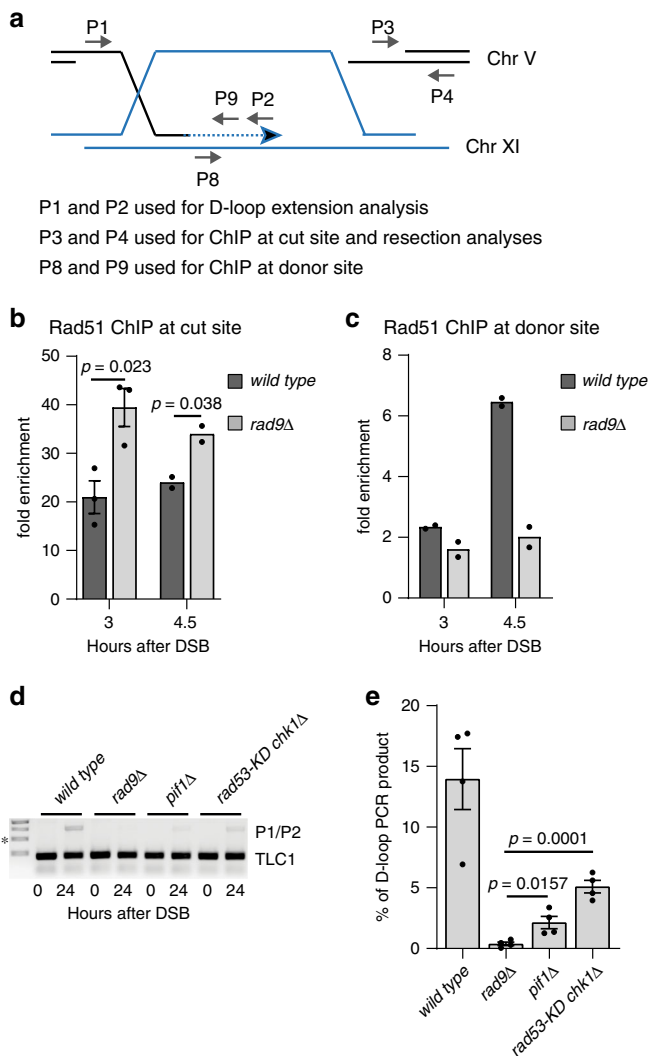 a
P1
P3
Chr V
P4
P9
P2
Chr XI
P8
P1 and P2 used for D-loop extension analysis
P3 and P4 used for ChIP at cut site and resection analyses
P8 and P9 used for ChIP at donor site
b
Rad51 ChIP at cut site
50
40
30
20
10
0
fold enrichment
p = 0.023
p = 0.038
wild type
rad9Δ
3
4.5
Hours after DSB
c
Rad51 ChIP at donor site
8
6
4
2
0
fold enrichment
wild type
rad9Δ
3
4.5
Hours after DSB
d
wild type
rad9Δ
pif1Δ
rad53-KD chk1Δ
*
P1/P2
TLC1
0 24 0 24 0 24 0 24
Hours after DSB
e
20
15
10
5
0
% of D-loop PCR product
p = 0.0001
p = 0.0157
wild type
rad9Δ
pif1Δ
rad53-KD chk1Δ